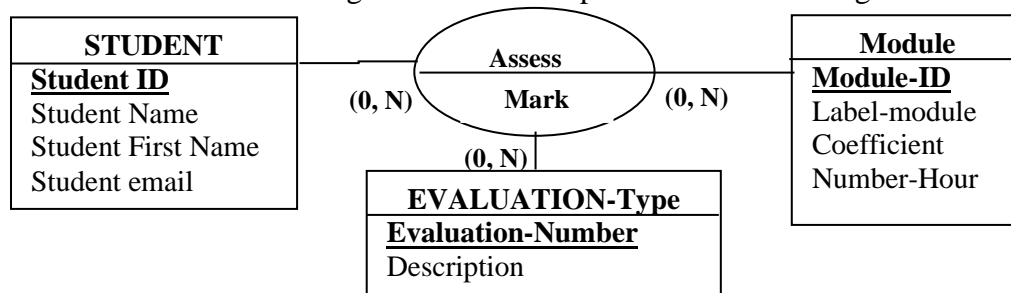 STUDENT
Student ID
Student Name
Student First Name
Student email
(0, N)
Assess
Mark
(0, N)
Module
Module-ID
Label-module
Coefficient
Number-Hour
(0, N)
EVALUATION-Type
Evaluation-Number
Description